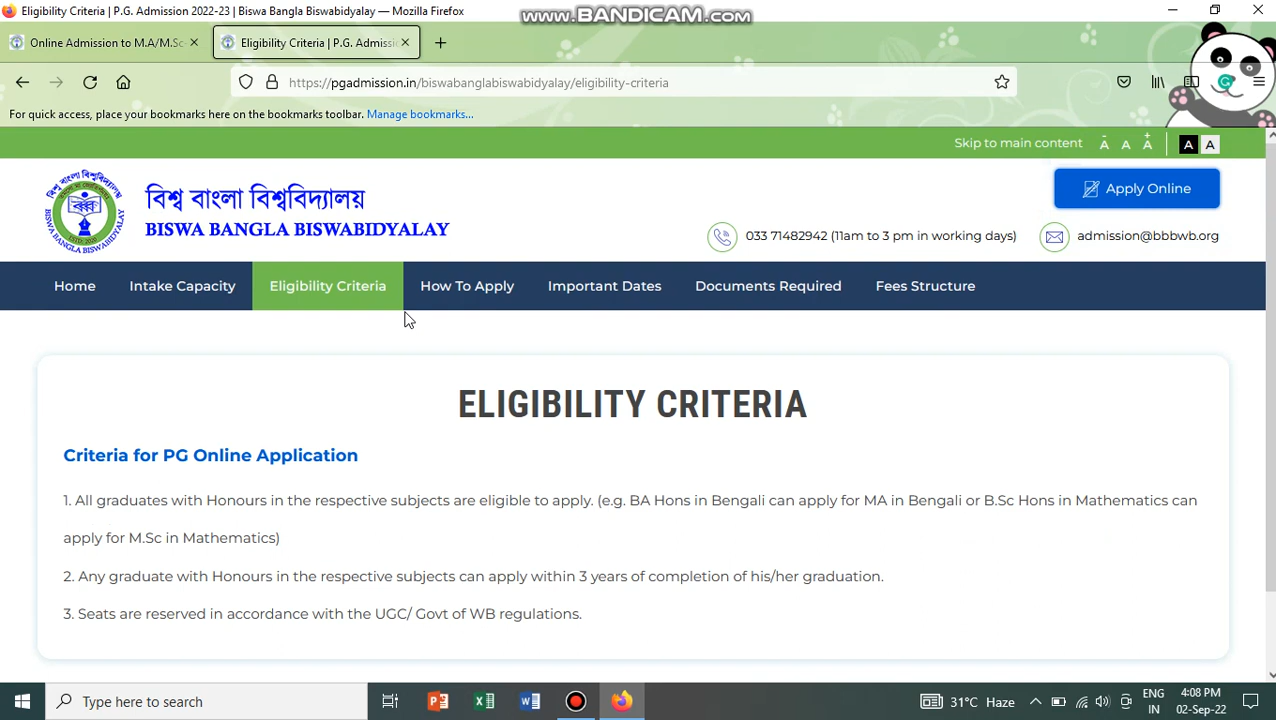 Eligibility Criteria | P.G. Admission 2022-23 | Biswa Bangla Biswabidyalay — Mozilla Firefox
www.BANDICAM.com
Online Admission to M.A/M.Sc
Eligibility Criteria | P.G. Admissi
https://pgadmission.in/biswabanglabiswabidyalay/eligibility-criteria
For quick access, place your bookmarks here on the bookmarks toolbar. Manage bookmarks...
Skip to main content A- A A+ A A
বিশ্ব বাংলা বিশ্ববিদ্যালয়
BISWA BANGLA BISWABIDYALAY
Apply Online
033 71482942 (11am to 3 pm in working days)
admission@bbbwb.org
Home Intake Capacity Eligibility Criteria How To Apply Important Dates Documents Required Fees Structure
ELIGIBILITY CRITERIA
Criteria for PG Online Application
1. All graduates with Honours in the respective subjects are eligible to apply. (e.g. BA Hons in Bengali can apply for MA in Bengali or B.Sc Hons in Mathematics can
apply for M.Sc in Mathematics)
2. Any graduate with Honours in the respective subjects can apply within 3 years of completion of his/her graduation.
3. Seats are reserved in accordance with the UGC/ Govt of WB regulations.
Type here to search
31°C Haze
ENG
IN
4:08 PM
02-Sep-22